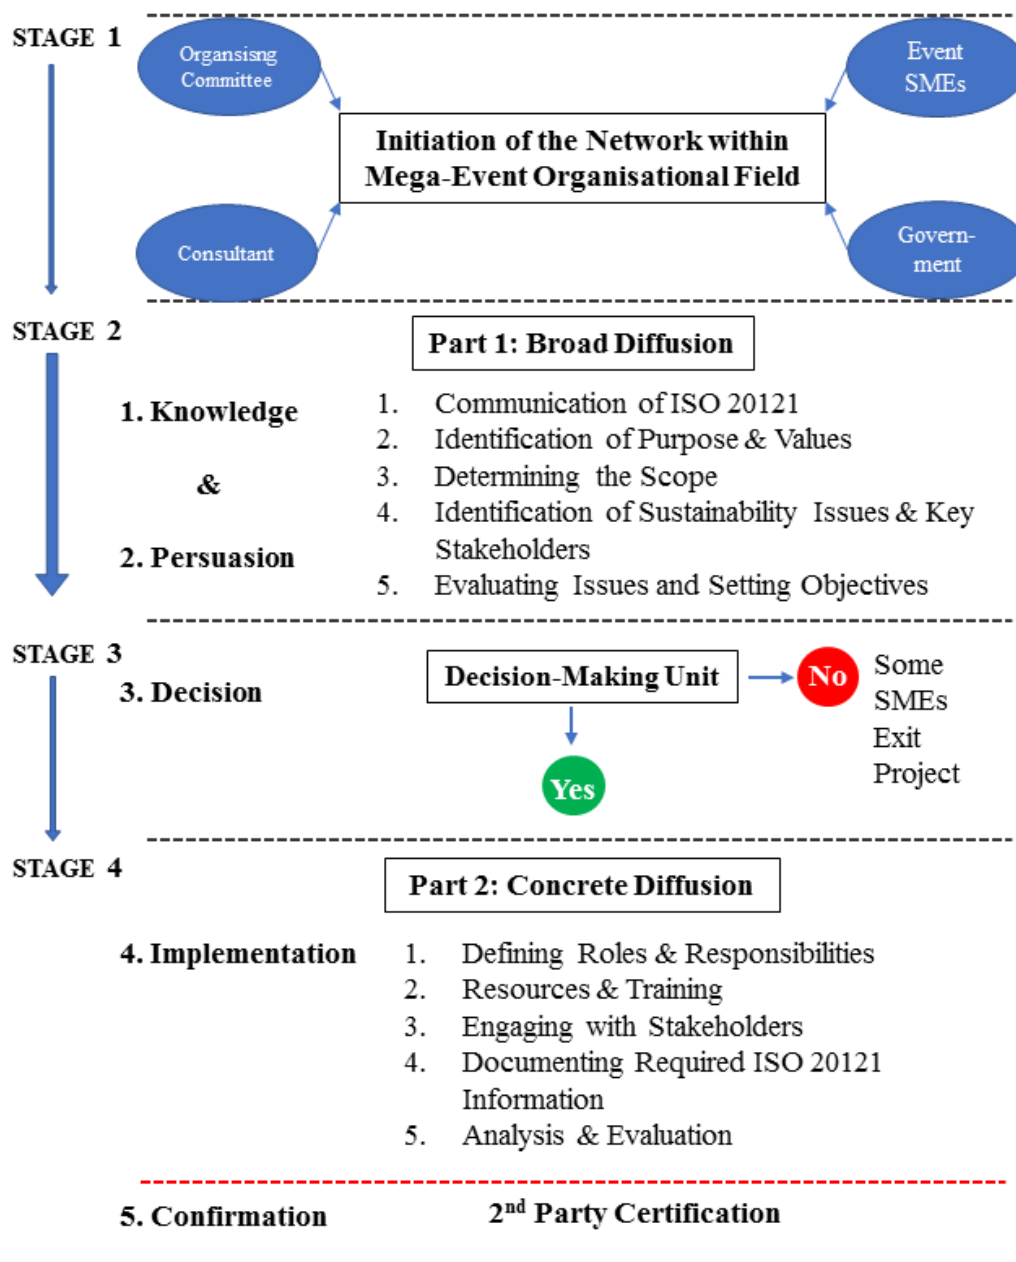 STAGE 1
Organsisng
Committee
Event
SMEs
Initiation of the Network within
Mega-Event Organisational Field
Consultant
Govern-
ment
STAGE 2
Part 1: Broad Diffusion
1. Knowledge
&
2. Persuasion
1. Communication of ISO 20121
2. Identification of Purpose & Values
3. Determining the Scope
4. Identification of Sustainability Issues & Key
Stakeholders
5. Evaluating Issues and Setting Objectives
STAGE 3
3. Decision
Decision-Making Unit
No
Some
SMEs
Exit
Project
Yes
STAGE 4
Part 2: Concrete Diffusion
4. Implementation
1. Defining Roles & Responsibilities
2. Resources & Training
3. Engaging with Stakeholders
4. Documenting Required ISO 20121
Information
5. Analysis & Evaluation
5. Confirmation
2nd Party Certification